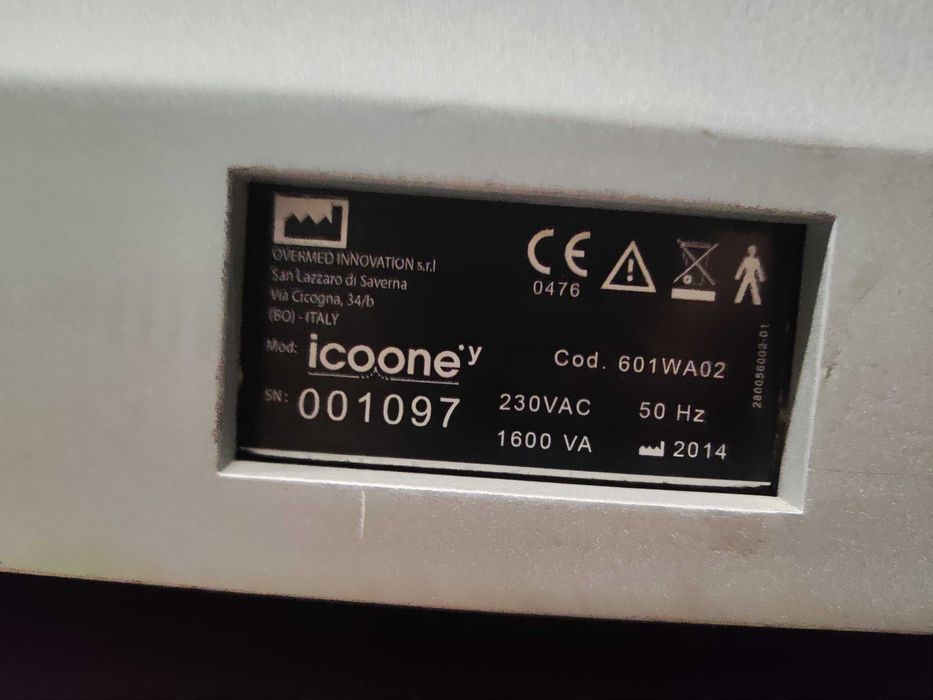 OVERMED INNOVATION s.r.l
San Lazzaro di Saverna
Via Cicogna, 34/b
(BO) - ITALY
Mod: icoone·y
SN: 001097
CE
0476
Cod. 601WA02
230VAC 50 Hz
1600 VA 2014
280056002-01